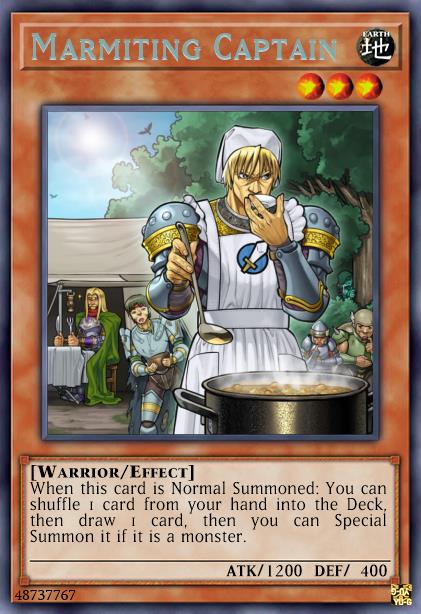 MARMITING CAPTAIN
EARTH
地
[WARRIOR/EFFECT]
When this card is Normal Summoned: You can
shuffle 1 card from your hand into the Deck,
then draw 1 card, then you can Special
Summon it if it is a monster.
ATK/1200 DEF/ 400
48737767